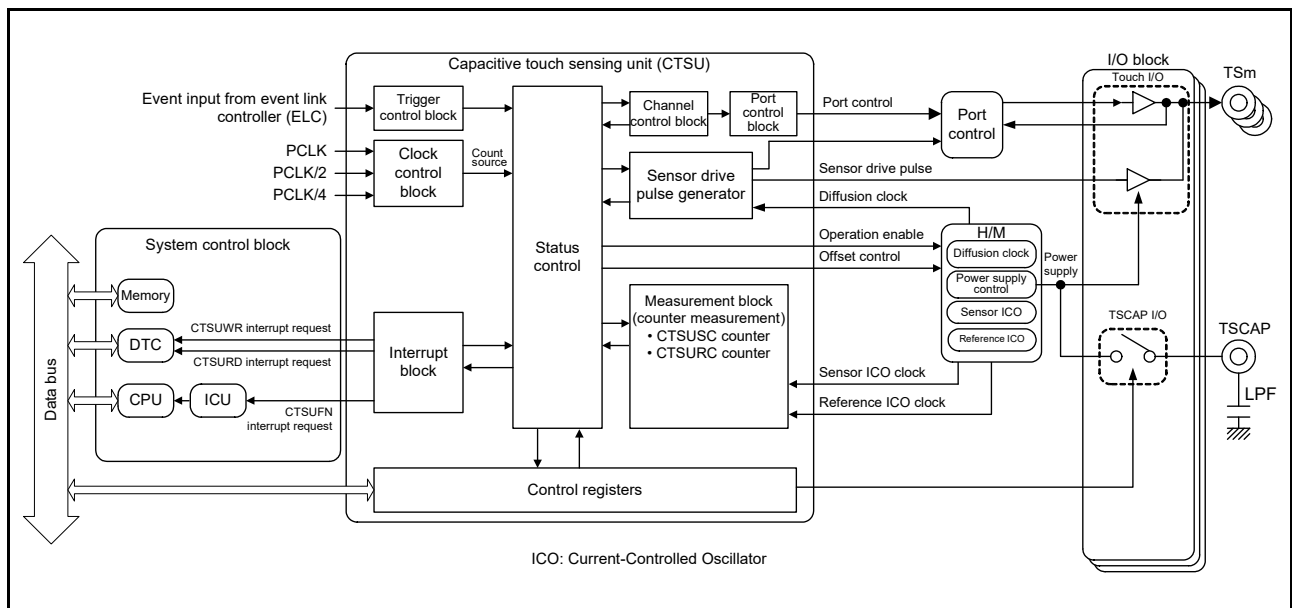 Capacitive touch sensing unit (CTSU)
I/O block
Touch I/O
TSm
Event input from event link
controller (ELC)
Trigger
control block
Channel
control block
Port
control
block
Port control
Port
control
PCLK
PCLK/2
PCLK/4
Clock
control
block
Count
source
Sensor drive
pulse generator
Sensor drive pulse
Diffusion clock
System control block
Status
control
Operation enable
Offset control
H/M
Diffusion clock
Power supply
control
Sensor ICO
Reference ICO
Power
supply
Data bus
Memory
DTC
CPU
ICU
CTSUWR interrupt request
CTSURD interrupt request
CTSUFN
interrupt request
Interrupt
block
Measurement block
(counter measurement)
• CTSUSC counter
• CTSURC counter
TSCAP I/O
TSCAP
LPF
Sensor ICO clock
Reference ICO clock
Control registers
ICO: Current-Controlled Oscillator